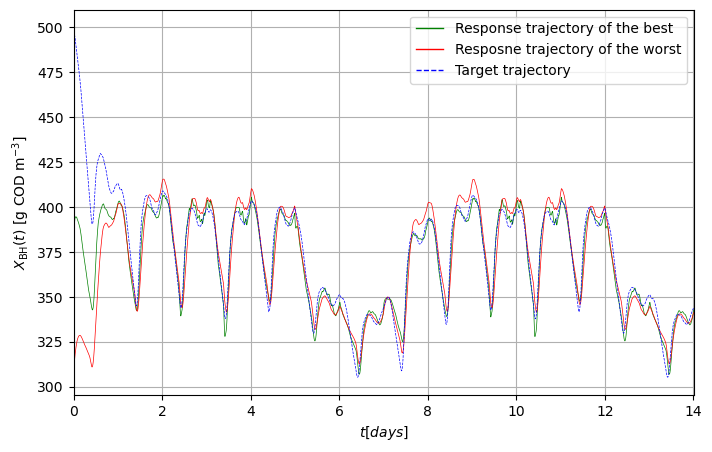 Response trajectory of the best
Resposne trajectory of the worst
Target trajectory
X_BH(t) [g COD m⁻³]
500
475
450
425
400
375
350
325
300
0 2 4 6 8 10 12 14
t[days]